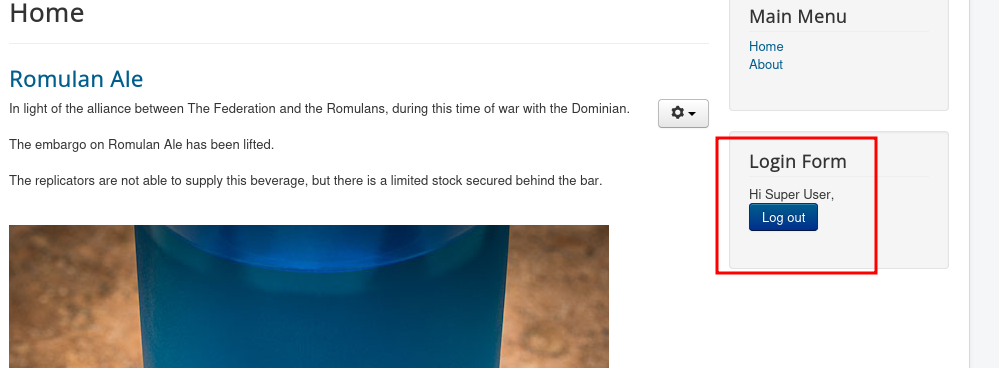 Home
Romulan Ale
In light of the alliance between The Federation and the Romulans, during this time of war with the Dominian.
The embargo on Romulan Ale has been lifted.
The replicators are not able to supply this beverage, but there is a limited stock secured behind the bar.
Main Menu
Home
About
Login Form
Hi Super User,
Log out